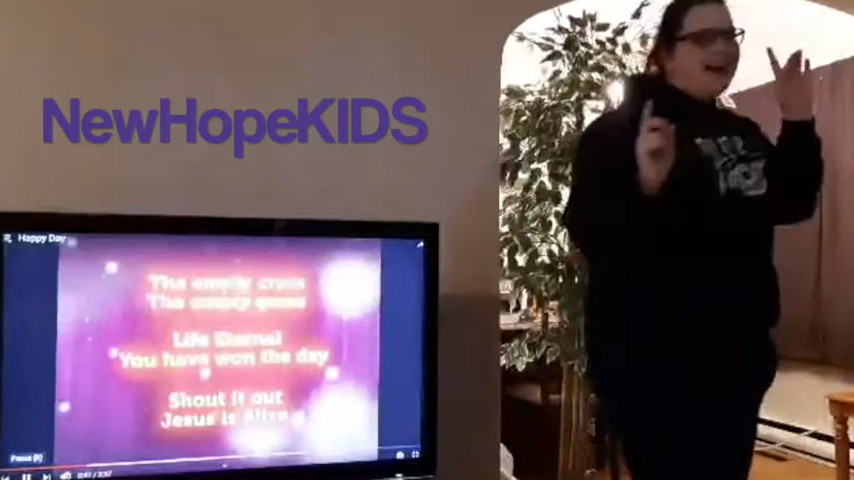 NewHopeKIDS
Happy Day
The empty cross
The empty grave
Life Eternal
You have won the day
Shout it out
Jesus is Alive
Pause (k)